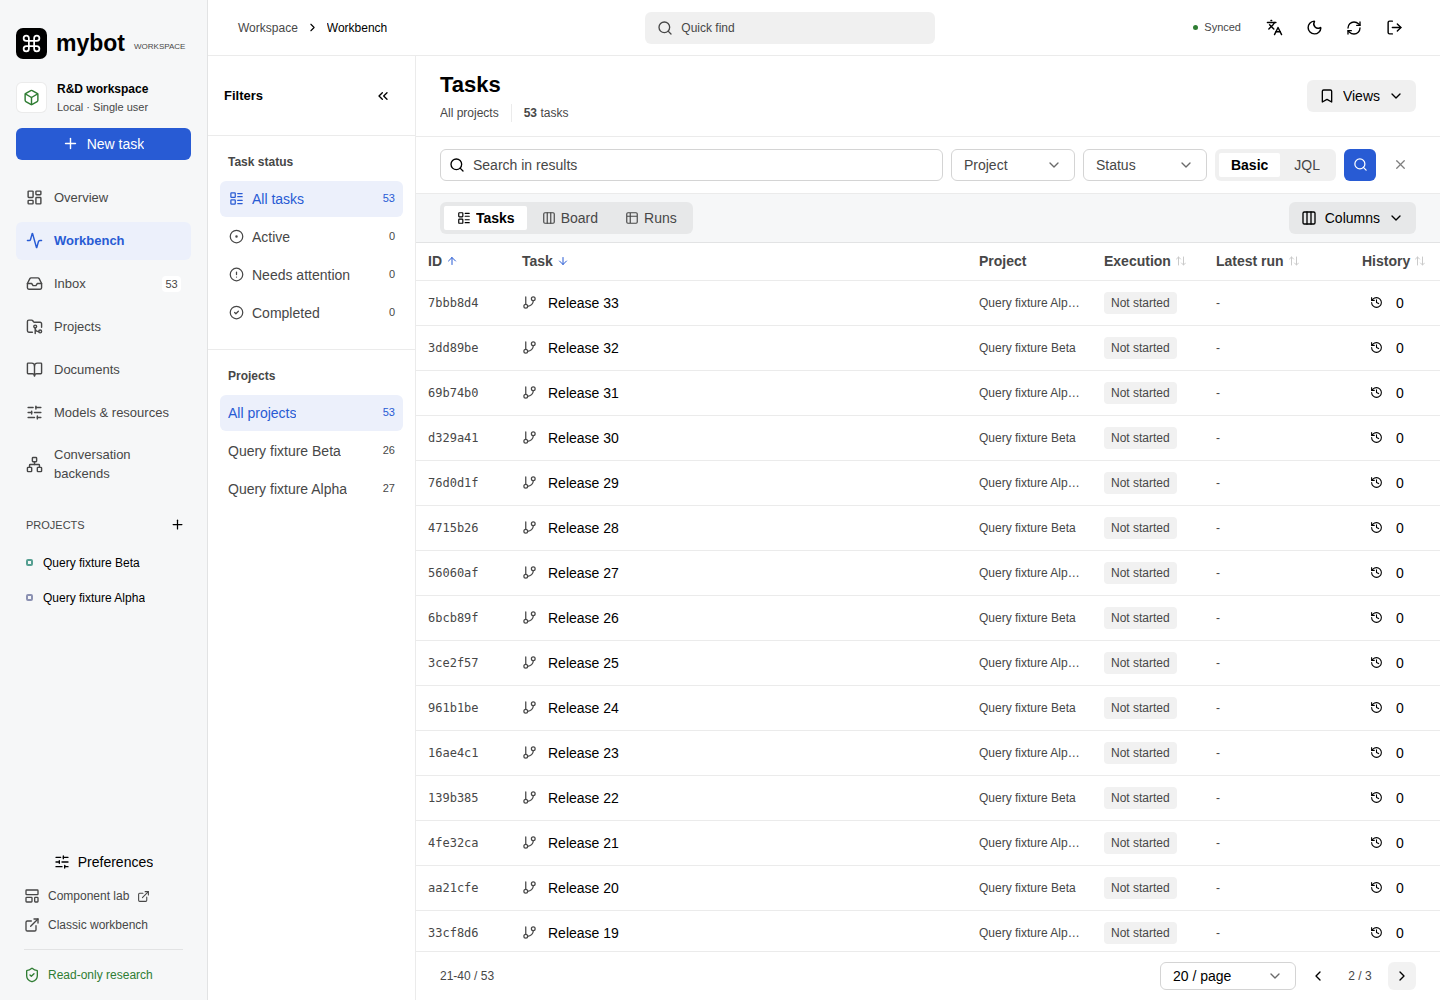 mybot WORKSPACE
R&D workspace
Local · Single user
New task
Overview
Workbench
Inbox 53
Projects
Documents
Models & resources
Conversation
backends
PROJECTS
Query fixture Beta
Query fixture Alpha
Preferences
Component lab
Classic workbench
Read-only research
Workspace Workbench
Quick find
Synced
Filters
Task status
All tasks 53
Active 0
Needs attention 0
Completed 0
Projects
All projects 53
Query fixture Beta 26
Query fixture Alpha 27
Tasks
All projects 53 tasks
Views
Search in results Project Status Basic JQL
Tasks Board Runs Columns
ID Task Project Execution Latest run History
7bbb8d4 Release 33 Query fixture Alp… Not started - 0
3dd89be Release 32 Query fixture Beta Not started - 0
69b74b0 Release 31 Query fixture Alp… Not started - 0
d329a41 Release 30 Query fixture Beta Not started - 0
76d0d1f Release 29 Query fixture Alp… Not started - 0
4715b26 Release 28 Query fixture Beta Not started - 0
56060af Release 27 Query fixture Alp… Not started - 0
6bcb89f Release 26 Query fixture Beta Not started - 0
3ce2f57 Release 25 Query fixture Alp… Not started - 0
961b1be Release 24 Query fixture Beta Not started - 0
16ae4c1 Release 23 Query fixture Alp… Not started - 0
139b385 Release 22 Query fixture Beta Not started - 0
4fe32ca Release 21 Query fixture Alp… Not started - 0
aa21cfe Release 20 Query fixture Beta Not started - 0
33cf8d6 Release 19 Query fixture Alp… Not started - 0
21-40 / 53 20 / page 2 / 3